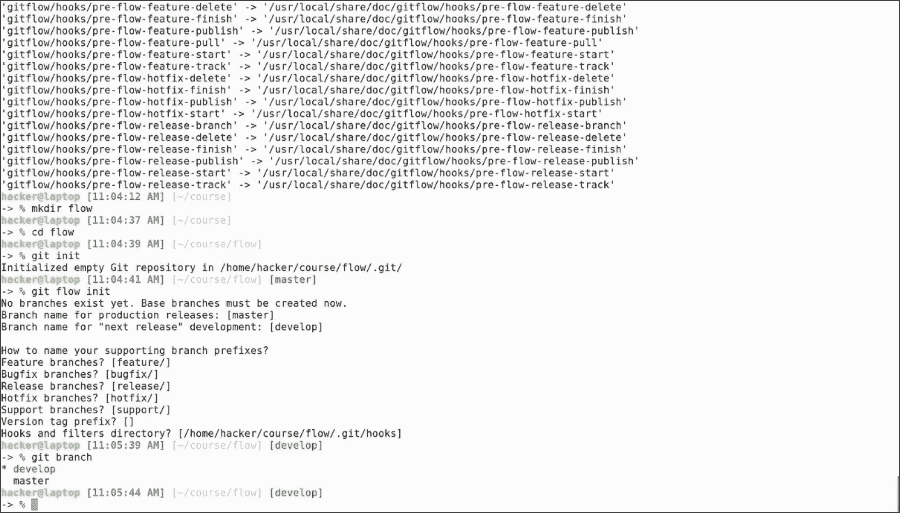 'gitflow/hooks/pre-flow-feature-delete' -> '/usr/local/share/doc/gitflow/hooks/pre-flow-feature-delete'
'gitflow/hooks/pre-flow-feature-finish' -> '/usr/local/share/doc/gitflow/hooks/pre-flow-feature-finish'
'gitflow/hooks/pre-flow-feature-publish' -> '/usr/local/share/doc/gitflow/hooks/pre-flow-feature-publish'
'gitflow/hooks/pre-flow-feature-pull' -> '/usr/local/share/doc/gitflow/hooks/pre-flow-feature-pull'
'gitflow/hooks/pre-flow-feature-start' -> '/usr/local/share/doc/gitflow/hooks/pre-flow-feature-start'
'gitflow/hooks/pre-flow-feature-track' -> '/usr/local/share/doc/gitflow/hooks/pre-flow-feature-track'
'gitflow/hooks/pre-flow-hotfix-delete' -> '/usr/local/share/doc/gitflow/hooks/pre-flow-hotfix-delete'
'gitflow/hooks/pre-flow-hotfix-finish' -> '/usr/local/share/doc/gitflow/hooks/pre-flow-hotfix-finish'
'gitflow/hooks/pre-flow-hotfix-publish' -> '/usr/local/share/doc/gitflow/hooks/pre-flow-hotfix-publish'
'gitflow/hooks/pre-flow-hotfix-start' -> '/usr/local/share/doc/gitflow/hooks/pre-flow-hotfix-start'
'gitflow/hooks/pre-flow-release-branch' -> '/usr/local/share/doc/gitflow/hooks/pre-flow-release-branch'
'gitflow/hooks/pre-flow-release-delete' -> '/usr/local/share/doc/gitflow/hooks/pre-flow-release-delete'
'gitflow/hooks/pre-flow-release-finish' -> '/usr/local/share/doc/gitflow/hooks/pre-flow-release-finish'
'gitflow/hooks/pre-flow-release-publish' -> '/usr/local/share/doc/gitflow/hooks/pre-flow-release-publish'
'gitflow/hooks/pre-flow-release-start' -> '/usr/local/share/doc/gitflow/hooks/pre-flow-release-start'
'gitflow/hooks/pre-flow-release-track' -> '/usr/local/share/doc/gitflow/hooks/pre-flow-release-track'
hacker@laptop [11:04:12 AM] [~/course]
-> % mkdir flow
hacker@laptop [11:04:37 AM] [~/course]
-> % cd flow
hacker@laptop [11:04:39 AM] [~/course/flow]
-> % git init
Initialized empty Git repository in /home/hacker/course/flow/.git/
hacker@laptop [11:04:41 AM] [~/course/flow] [master]
-> % git flow init
No branches exist yet. Base branches must be created now.
Branch name for production releases: [master]
Branch name for "next release" development: [develop]
How to name your supporting branch prefixes?
Feature branches? [feature/]
Bugfix branches? [bugfix/]
Release branches? [release/]
Hotfix branches? [hotfix/]
Support branches? [support/]
Version tag prefix? []
Hooks and filters directory? [/home/hacker/course/flow/.git/hooks]
hacker@laptop [11:05:39 AM] [~/course/flow] [develop]
-> % git branch
* develop
master
hacker@laptop [11:05:44 AM] [~/course/flow] [develop]
-> %